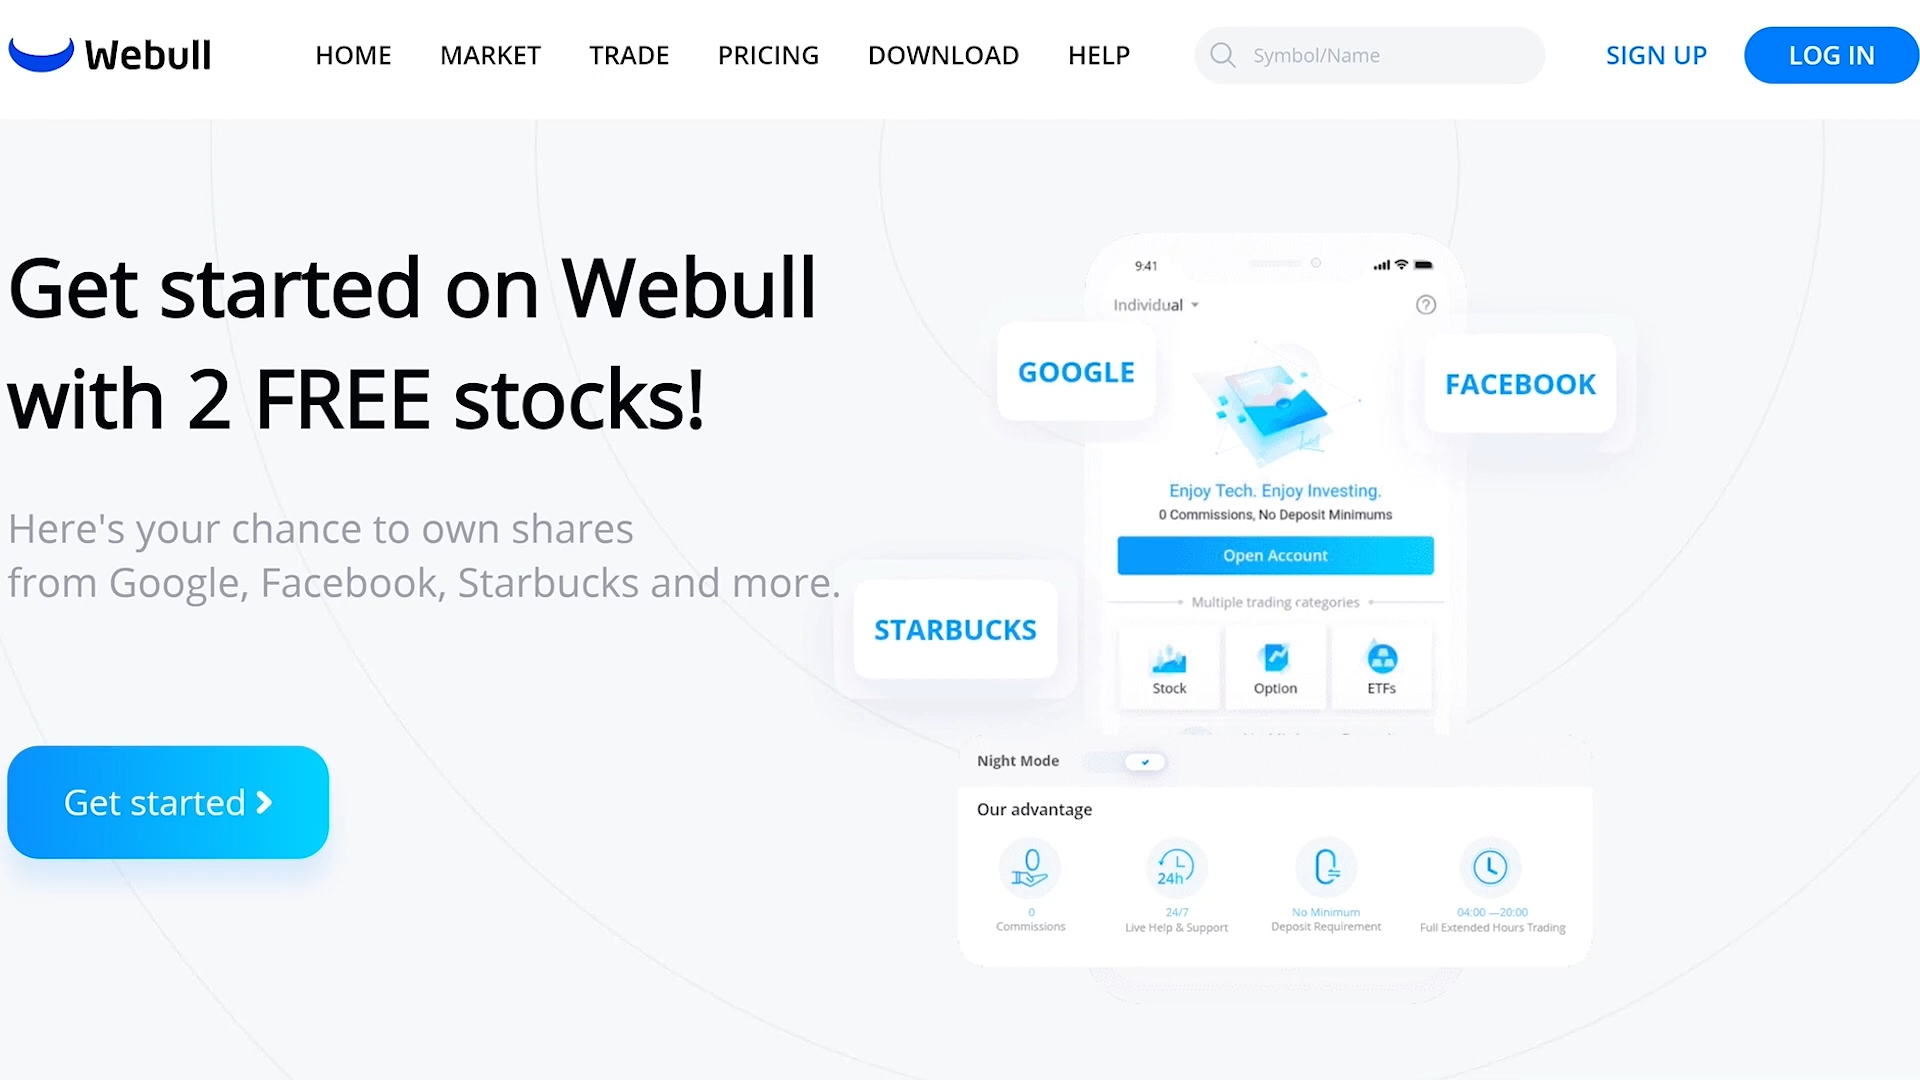 Webull
HOME MARKET TRADE PRICING DOWNLOAD HELP Symbol/Name SIGN UP LOG IN
Get started on Webull
with 2 FREE stocks!
Here's your chance to own shares
from Google, Facebook, Starbucks and more.
Get started
9:41
Individual
GOOGLE
FACEBOOK
Enjoy Tech. Enjoy Investing.
0 Commissions, No Deposit Minimums
Open Account
STARBUCKS
Multiple trading categories
Stock Option ETFs
Night Mode
Our advantage
0
Commissions
24h
24/7
Live Help & Support
No Minimum
Deposit Requirement
04:00 —20:00
Full Extended Hours Trading